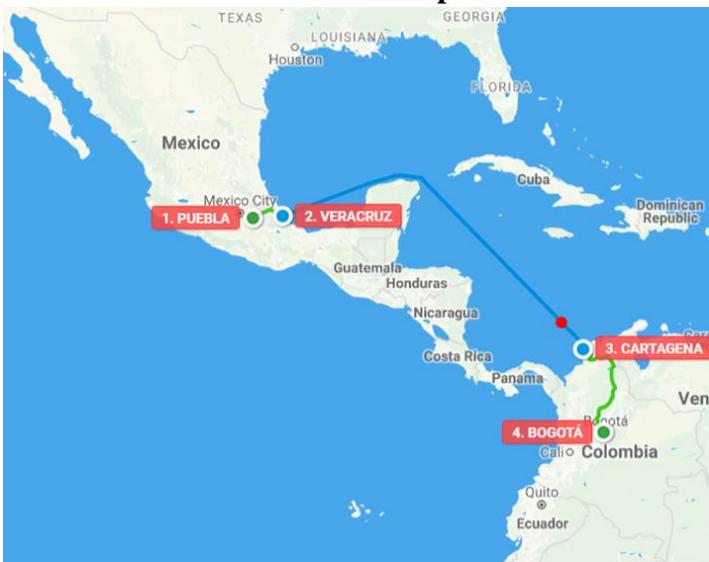 TEXAS
GEORGIA
LOUISIANA
Houston
FLORIDA
Mexico
Cuba
Mexico City
Dominican
Republic
1. PUEBLA
2. VERACRUZ
Guatemala
Honduras
Nicaragua
Costa Rica
3. CARTAGENA
Panama
Ven
Bogotá
4. BOGOTÁ
Cali
Colombia
Quito
Ecuador